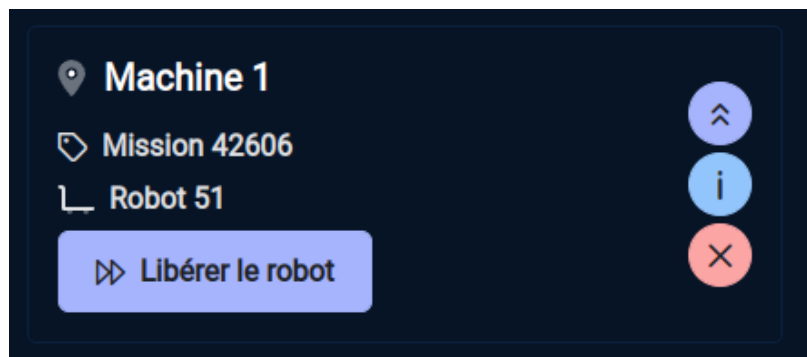 Machine 1
Mission 42606
Robot 51
i
Libérer le robot